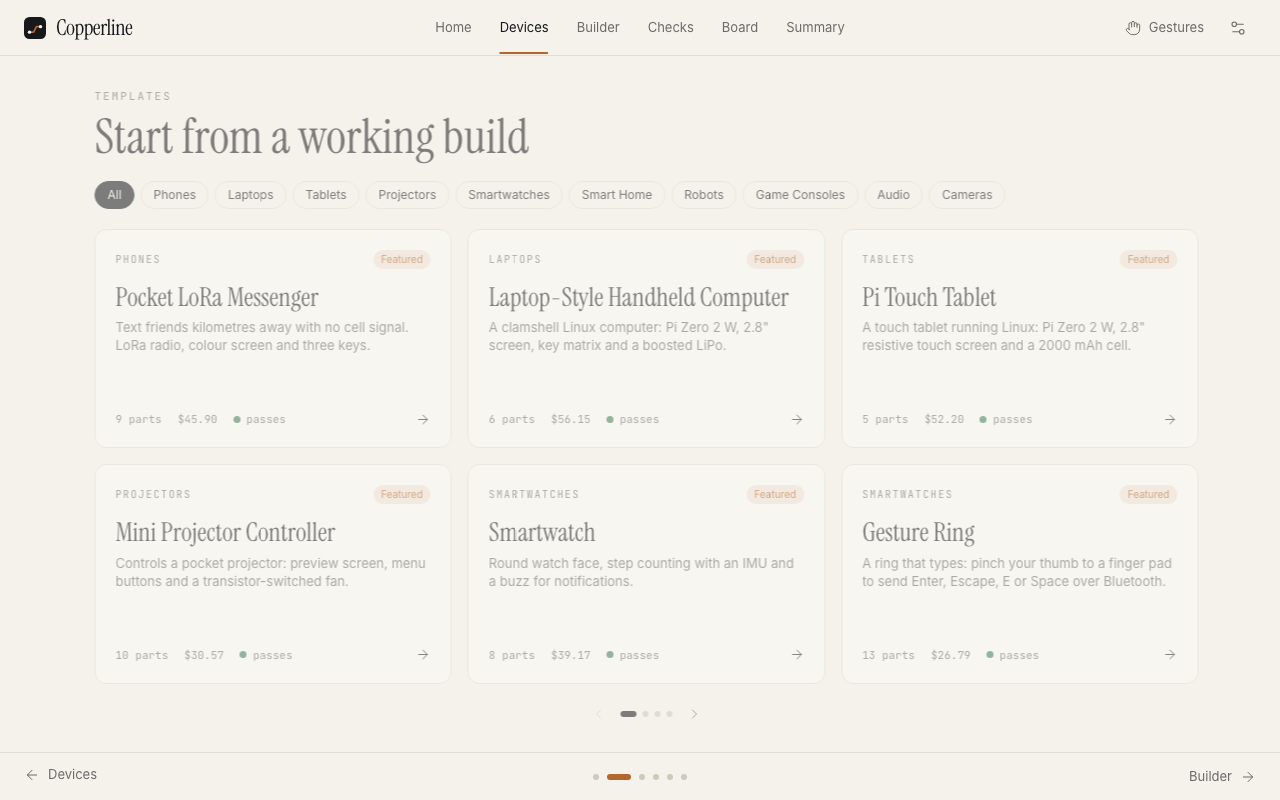 Copperline
Home
Devices
Builder
Checks
Board
Summary
Gestures
TEMPLATES
Start from a working build
All
Phones
Laptops
Tablets
Projectors
Smartwatches
Smart Home
Robots
Game Consoles
Audio
Cameras
PHONES
Featured
Pocket LoRa Messenger
Text friends kilometres away with no cell signal.
LoRa radio, colour screen and three keys.
9 parts $45.90 passes
LAPTOPS
Featured
Laptop-Style Handheld Computer
A clamshell Linux computer: Pi Zero 2 W, 2.8"
screen, key matrix and a boosted LiPo.
6 parts $56.15 passes
TABLETS
Featured
Pi Touch Tablet
A touch tablet running Linux: Pi Zero 2 W, 2.8"
resistive touch screen and a 2000 mAh cell.
5 parts $52.20 passes
PROJECTORS
Featured
Mini Projector Controller
Controls a pocket projector: preview screen, menu
buttons and a transistor-switched fan.
10 parts $30.57 passes
SMARTWATCHES
Featured
Smartwatch
Round watch face, step counting with an IMU and
a buzz for notifications.
8 parts $39.17 passes
SMARTWATCHES
Featured
Gesture Ring
A ring that types: pinch your thumb to a finger pad
to send Enter, Escape, E or Space over Bluetooth.
13 parts $26.79 passes
Devices
Builder